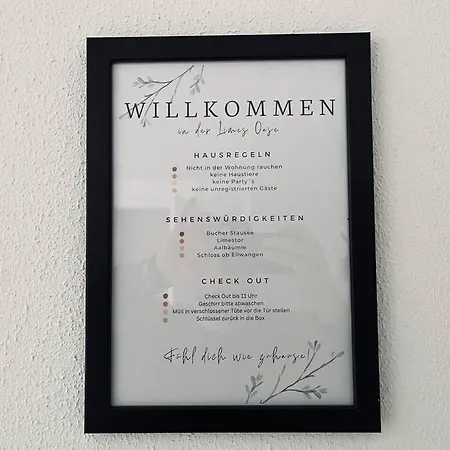 WILLKOMMEN
in der Limes Oase
HAUSREGELN
Nicht in der Wohnung rauchen
keine Haustiere
keine Party´s
keine unregistrierten Gäste
SEHENSWÜRDIGKEITEN
Bucher Stausee
Limestor
Aalbäumle
Schloss ob Ellwangen
CHECK OUT
Check Out bis 11 Uhr
Geschirr bitte abwaschen
Müll in verschlossener Tüte vor die Tür stellen
Schlüssel zurück in die Box
Fühl dich wie zuhause!